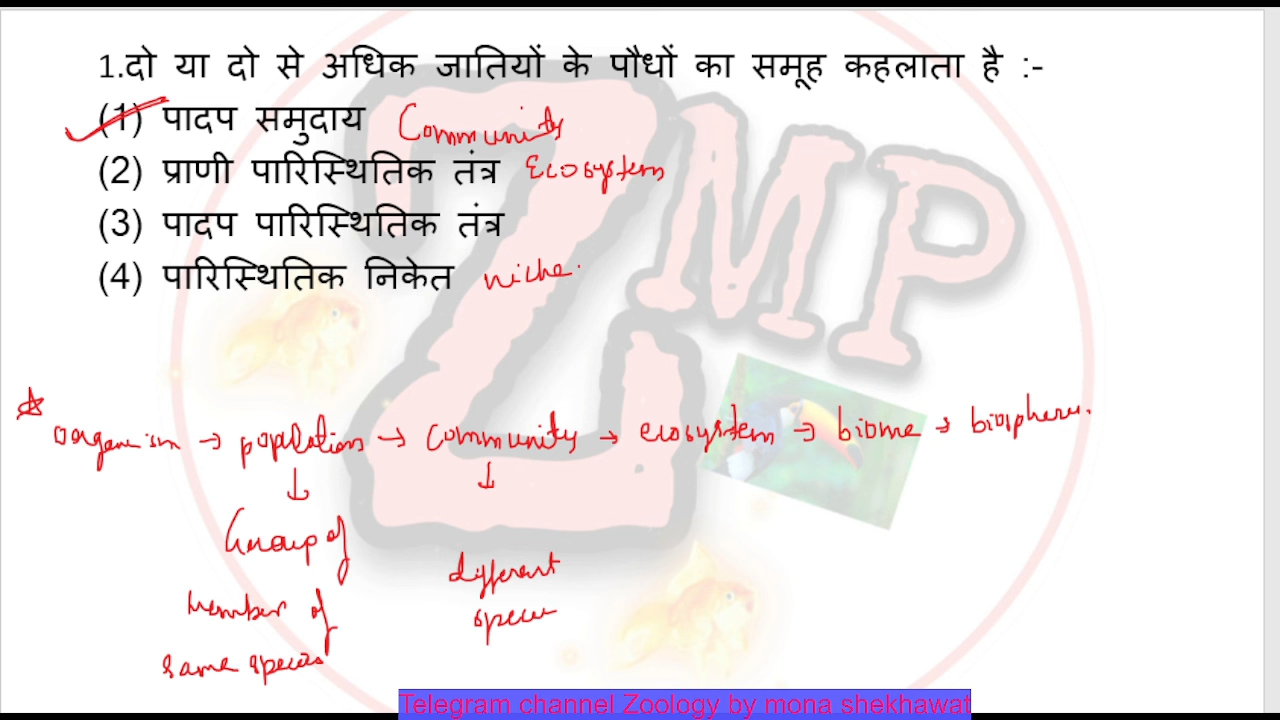 1.दो या दो से अधिक जातियों के पौधों का समूह कहलाता है :-
(1) पादप समुदाय Community
(2) प्राणी पारिस्थितिक तंत्र Ecosystem
(3) पादप पारिस्थितिक तंत्र
(4) पारिस्थितिक निकेत niche.
ZMP
organism → population → community → ecosystem → biome → biosphere.
↓ ↓
Group of
different
member of
species
same species
Telegram channel Zoology by mona shekhawat